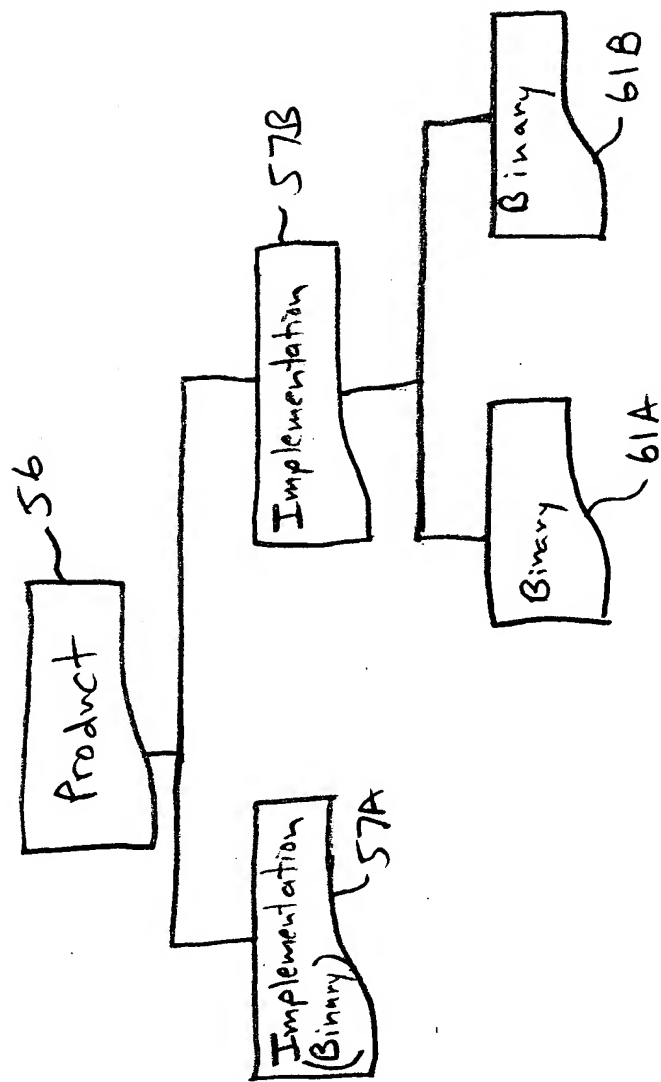 56
Product
57B
Implementation
Implementation
(Binary)
57A
Binary
61A
Binary
61B